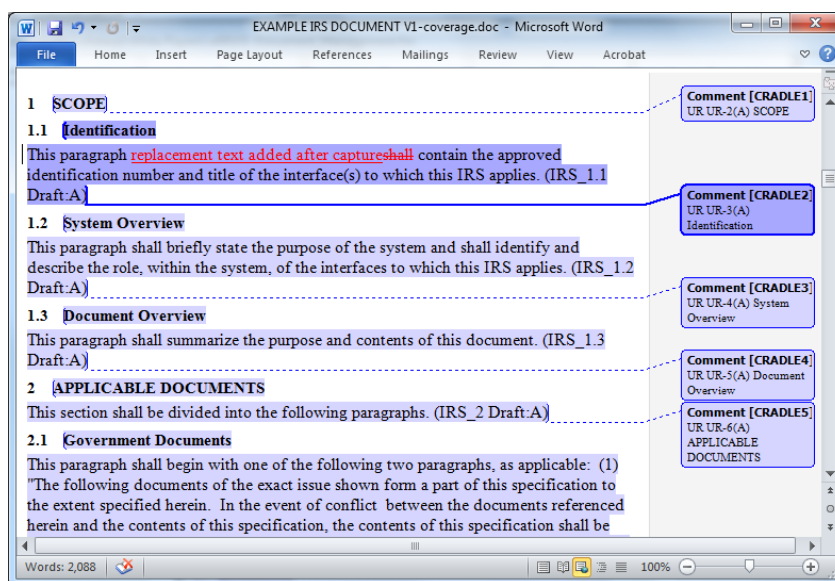 EXAMPLE IRS DOCUMENT V1-coverage.doc - Microsoft Word
File Home Insert Page Layout References Mailings Review View Acrobat
1 SCOPE
Comment [CRADLE1]
UR UR-2(A) SCOPE
1.1 Identification
This paragraph replacement text added after captureshall contain the approved
identification number and title of the interface(s) to which this IRS applies. (IRS_1.1
Draft:A)
Comment [CRADLE2]
UR UR-3(A)
Identification
1.2 System Overview
This paragraph shall briefly state the purpose of the system and shall identify and
describe the role, within the system, of the interfaces to which this IRS applies. (IRS_1.2
Draft:A)
Comment [CRADLE3]
UR UR-4(A) System
Overview
1.3 Document Overview
This paragraph shall summarize the purpose and contents of this document. (IRS_1.3
Draft:A)
Comment [CRADLE4]
UR UR-5(A) Document
Overview
2 APPLICABLE DOCUMENTS
This section shall be divided into the following paragraphs. (IRS_2 Draft:A)
Comment [CRADLE5]
UR UR-6(A)
APPLICABLE
DOCUMENTS
2.1 Government Documents
This paragraph shall begin with one of the following two paragraphs, as applicable: (1)
"The following documents of the exact issue shown form a part of this specification to
the extent specified herein. In the event of conflict between the documents referenced
herein and the contents of this specification, the contents of this specification shall be
Words: 2,088
100%